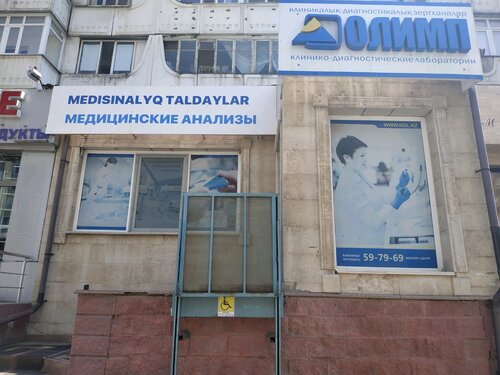 клиникалық-диагностикалық зертханалар
ОЛИМП
клинико-диагностические лаборатории
MEDISINALYQ TALDAYLAR
МЕДИЦИНСКИЕ АНАЛИЗЫ
WWW.KDL.KZ
59-79-69